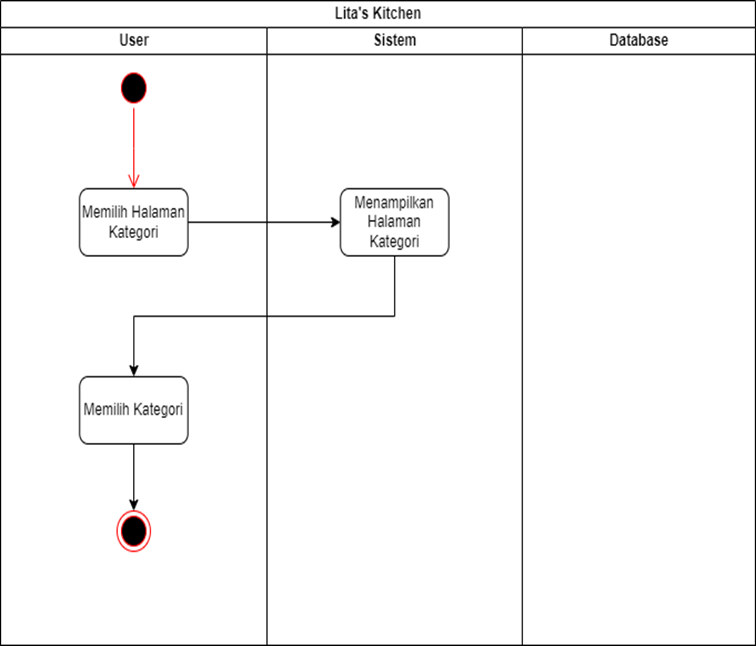 Lita's Kitchen
User
Sistem
Database
Memilih Halaman
Kategori
Menampilkan
Halaman
Kategori
Memilih Kategori